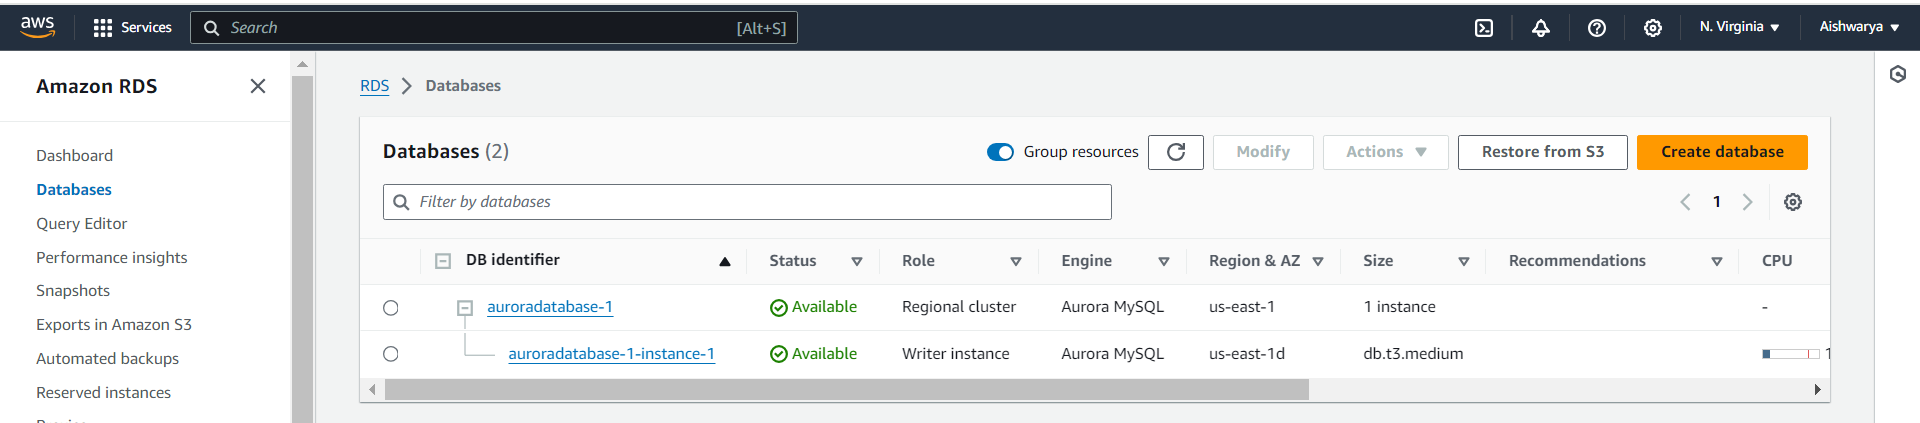 aws
Services
Search
[Alt+S]
N. Virginia
Aishwarya
Amazon RDS
Dashboard
Databases
Query Editor
Performance insights
Snapshots
Exports in Amazon S3
Automated backups
Reserved instances
RDS
Databases
Databases (2)
Group resources
Modify
Actions
Restore from S3
Create database
Filter by databases
1
DB identifier
Status
Role
Engine
Region & AZ
Size
Recommendations
CPU
auroradatabase-1
Available
Regional cluster
Aurora MySQL
us-east-1
1 instance
-
auroradatabase-1-instance-1
Available
Writer instance
Aurora MySQL
us-east-1d
db.t3.medium